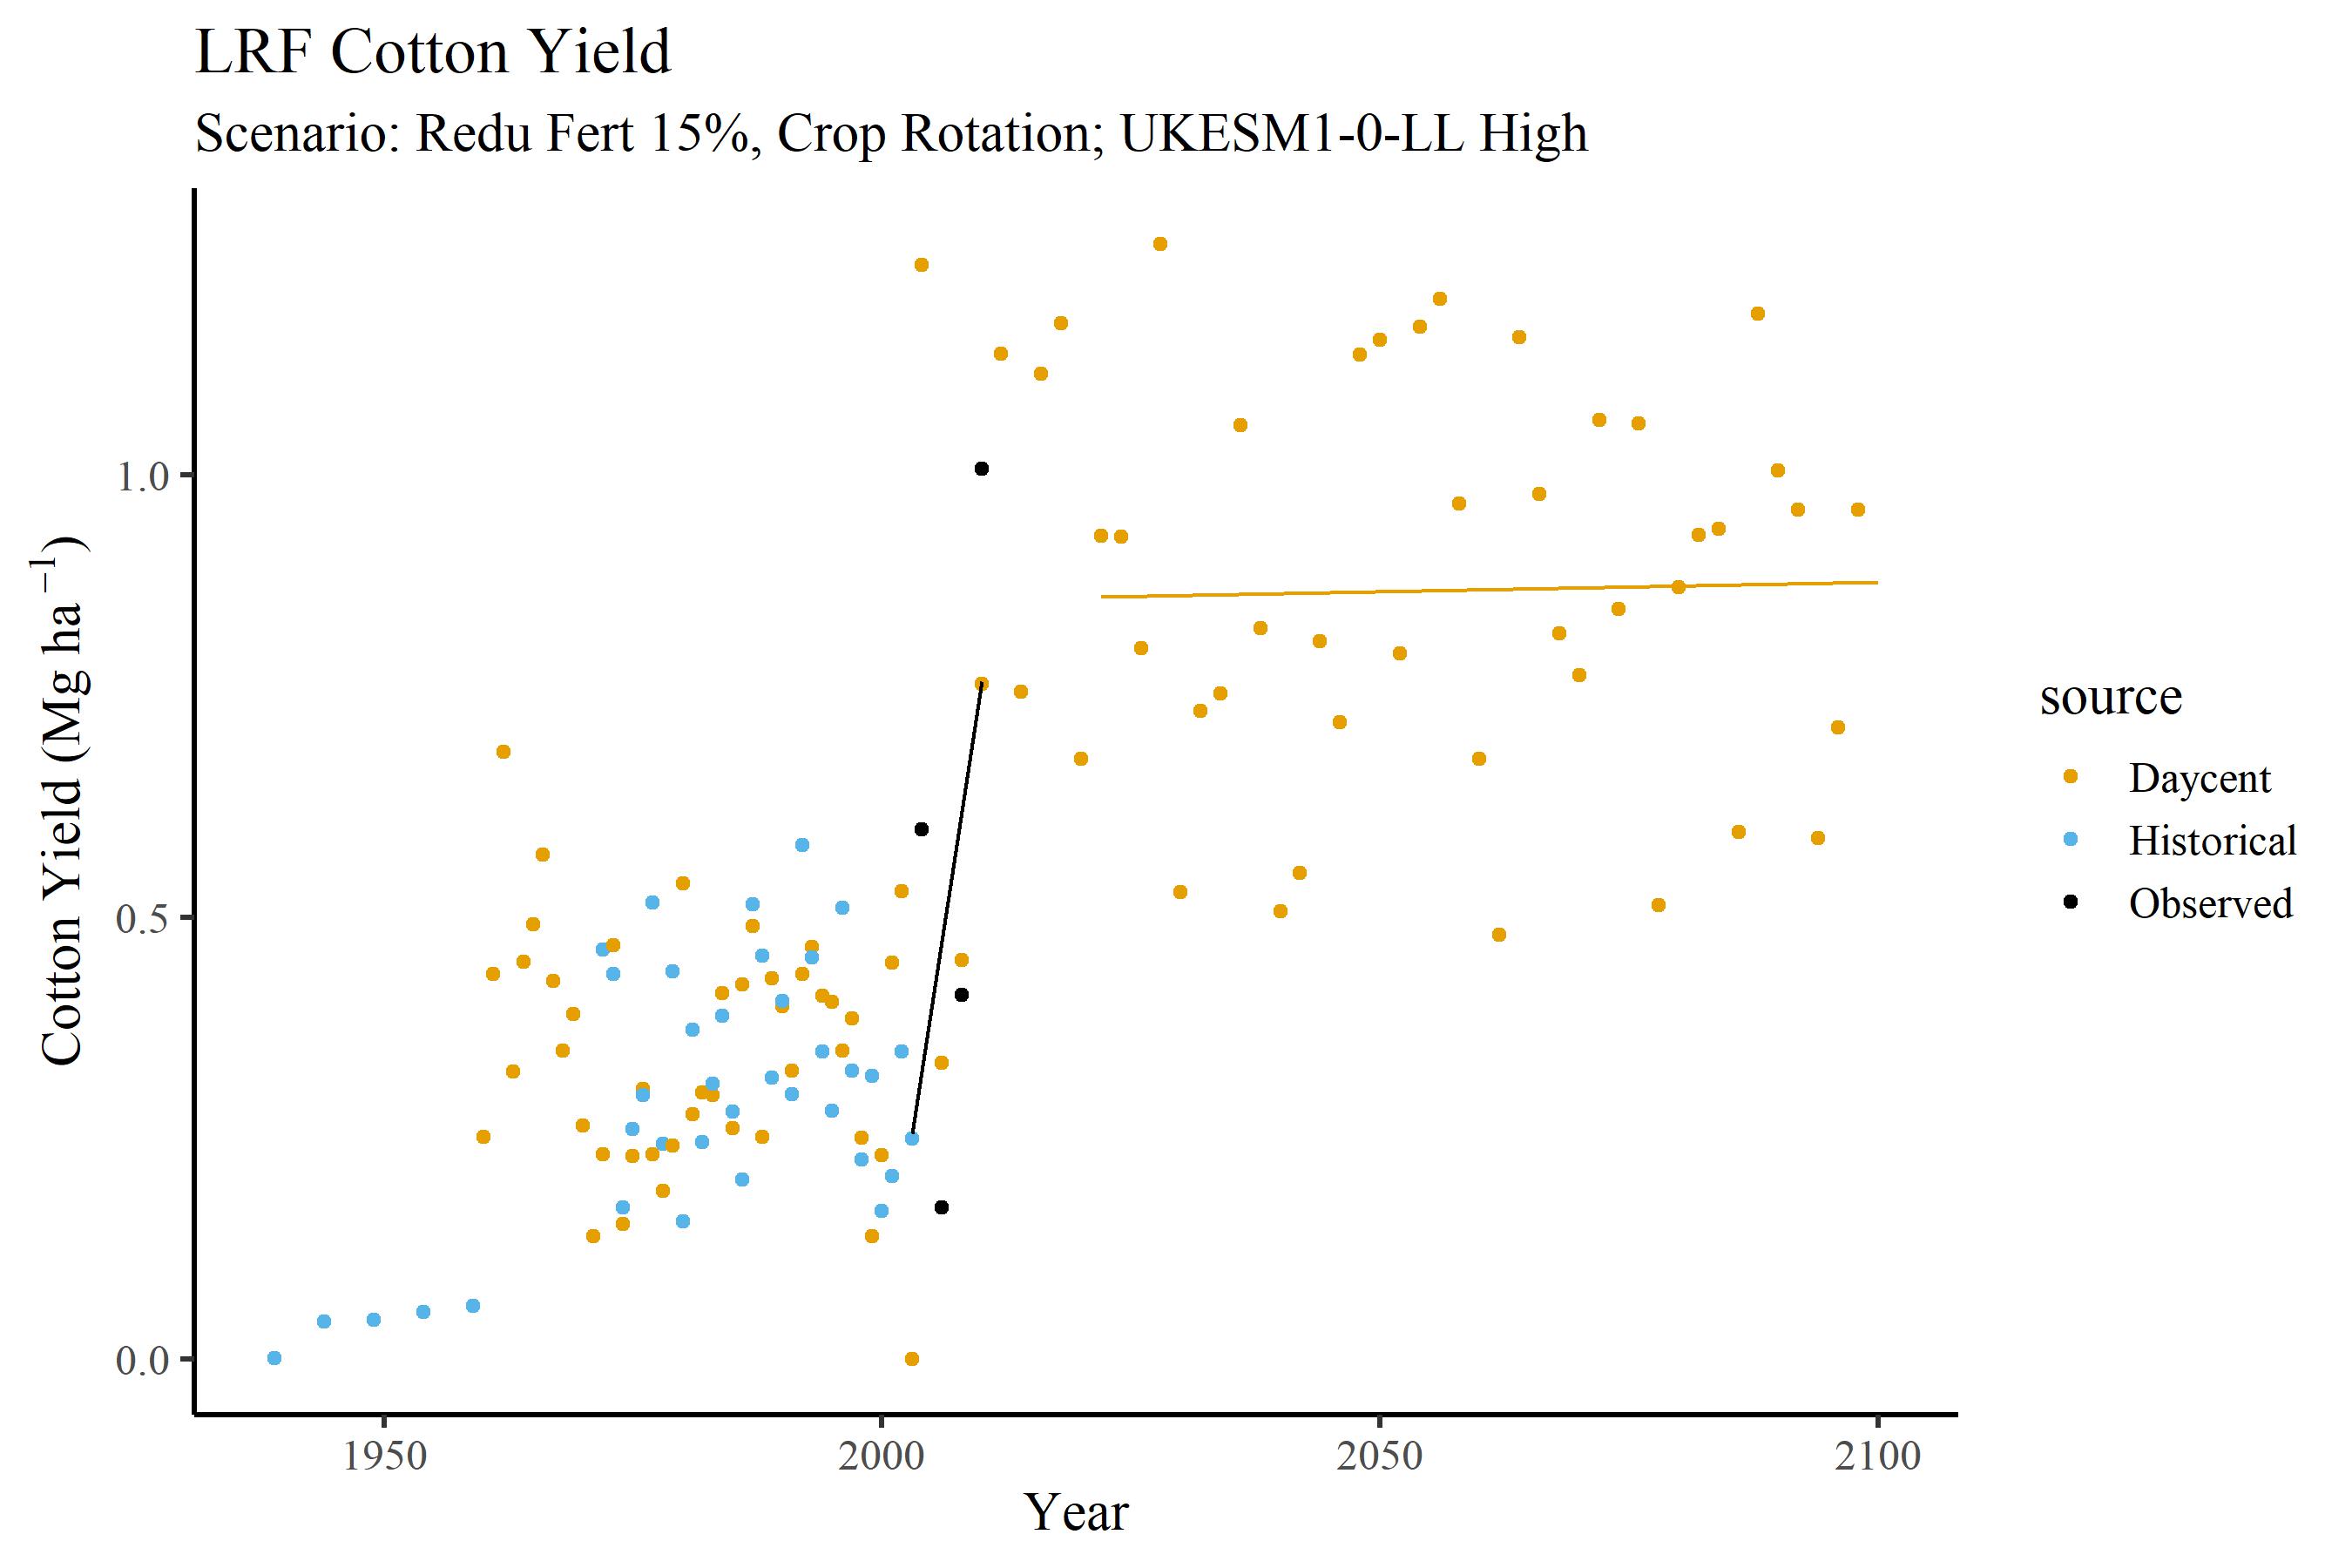 LRF Cotton Yield
Scenario: Redu Fert 15%, Crop Rotation; UKESM1-0-LL High
Cotton Yield (Mg ha⁻¹)
1.0
0.5
0.0
1950 2000 2050 2100
Year
source
Daycent
Historical
Observed